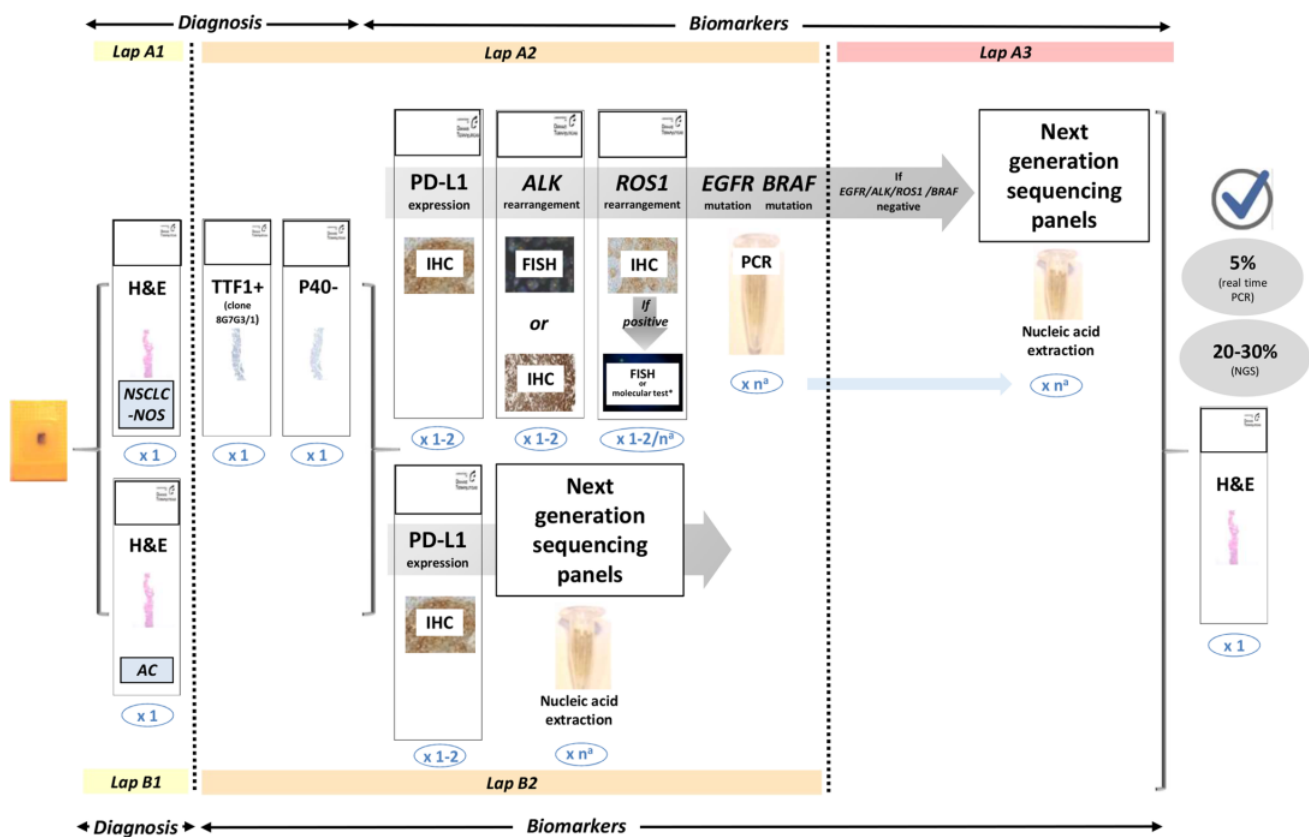 Diagnosis
Biomarkers
Lap A1
Lap A2
Lap A3
H&E
NSCLC
-NOS
x 1
TTF1+
(clone
8G7G3/1)
x 1
P40-
x 1
PD-L1
expression
IHC
x 1-2
ALK
rearrangement
FISH
or
IHC
x 1-2
ROS1
rearrangement
IHC
If
positive
FISH
or
molecular test*
x 1-2/nª
EGFR BRAF
mutation mutation
PCR
x nª
If
EGFR/ALK/ROS1 /BRAF
negative
Next
generation
sequencing
panels
Nucleic acid
extraction
x nª
5%
(real time
PCR)
20-30%
(NGS)
H&E
x 1
H&E
AC
x 1
PD-L1
expression
IHC
x 1-2
Next
generation
sequencing
panels
Nucleic acid
extraction
x nª
Lap B1
Lap B2
Diagnosis
Biomarkers